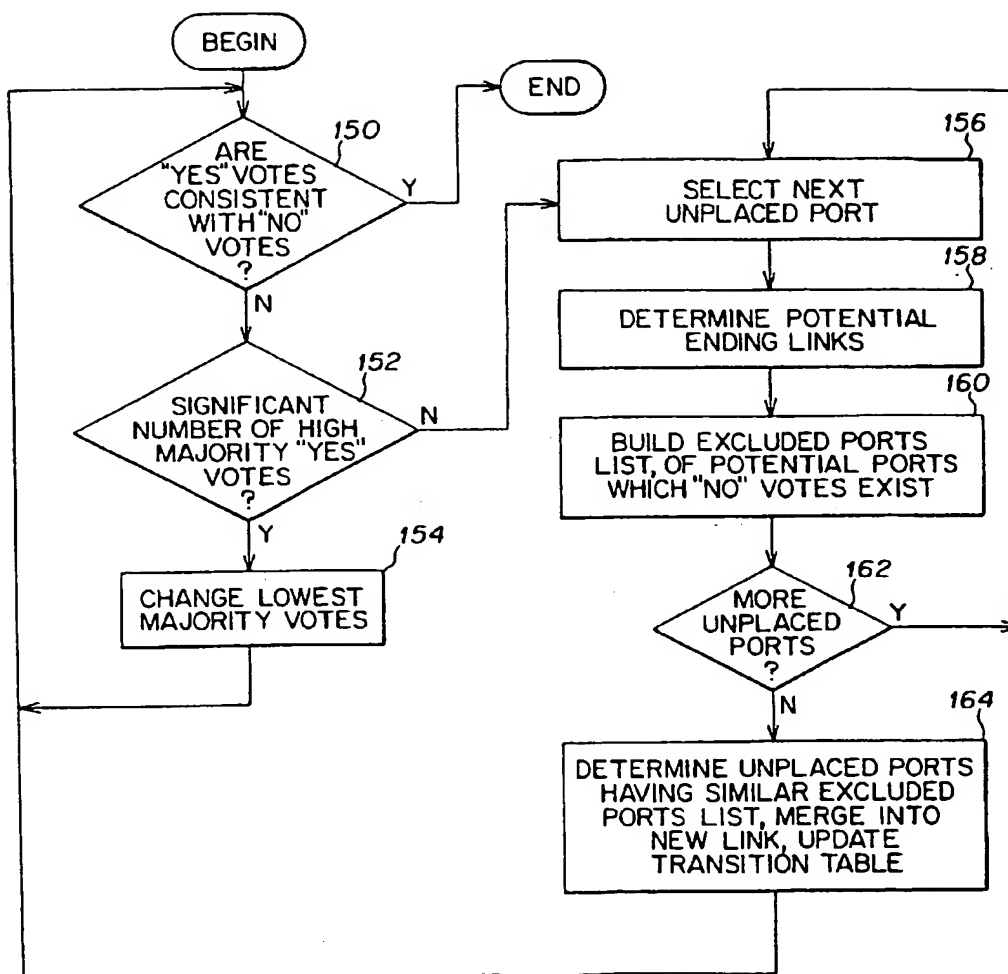 BEGIN
END
150
ARE
"YES" VOTES
CONSISTENT
WITH "NO"
VOTES
?
Y
N
152
SIGNIFICANT
NUMBER OF HIGH
MAJORITY "YES"
VOTES
?
N
Y
154
CHANGE LOWEST
MAJORITY VOTES
156
SELECT NEXT
UNPLACED PORT
158
DETERMINE POTENTIAL
ENDING LINKS
160
BUILD EXCLUDED PORTS
LIST, OF POTENTIAL PORTS
WHICH "NO" VOTES EXIST
162
MORE
UNPLACED
PORTS
?
Y
N
164
DETERMINE UNPLACED PORTS
HAVING SIMILAR EXCLUDED
PORTS LIST, MERGE INTO
NEW LINK, UPDATE
TRANSITION TABLE